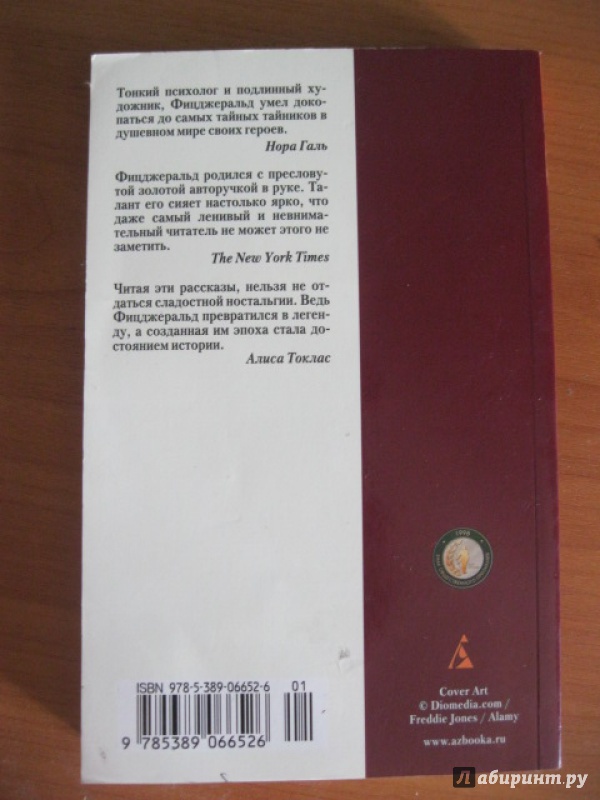 Тонкий психолог и подлинный ху-
дожник, Фицджеральд умел доко-
паться до самых тайных тайников в
душевном мире своих героев.
Нора Галь
Фицджеральд родился с преслову-
той золотой авторучкой в руке. Та-
лант его сияет настолько ярко, что
даже самый ленивый и невнима-
тельный читатель не может этого не
заметить.
The New York Times
Читая эти рассказы, нельзя не от-
даться сладостной ностальгии. Ведь
Фицджеральд превратился в леген-
ду, а созданная им эпоха стала до-
стоянием истории.
Алиса Токлас
ISBN 978-5-389-06652-6
01
9 785389 066526
Cover Art
© Diomedia.com /
Freddie Jones / Alamy
www.azbooka.ru
Лабиринт.ру